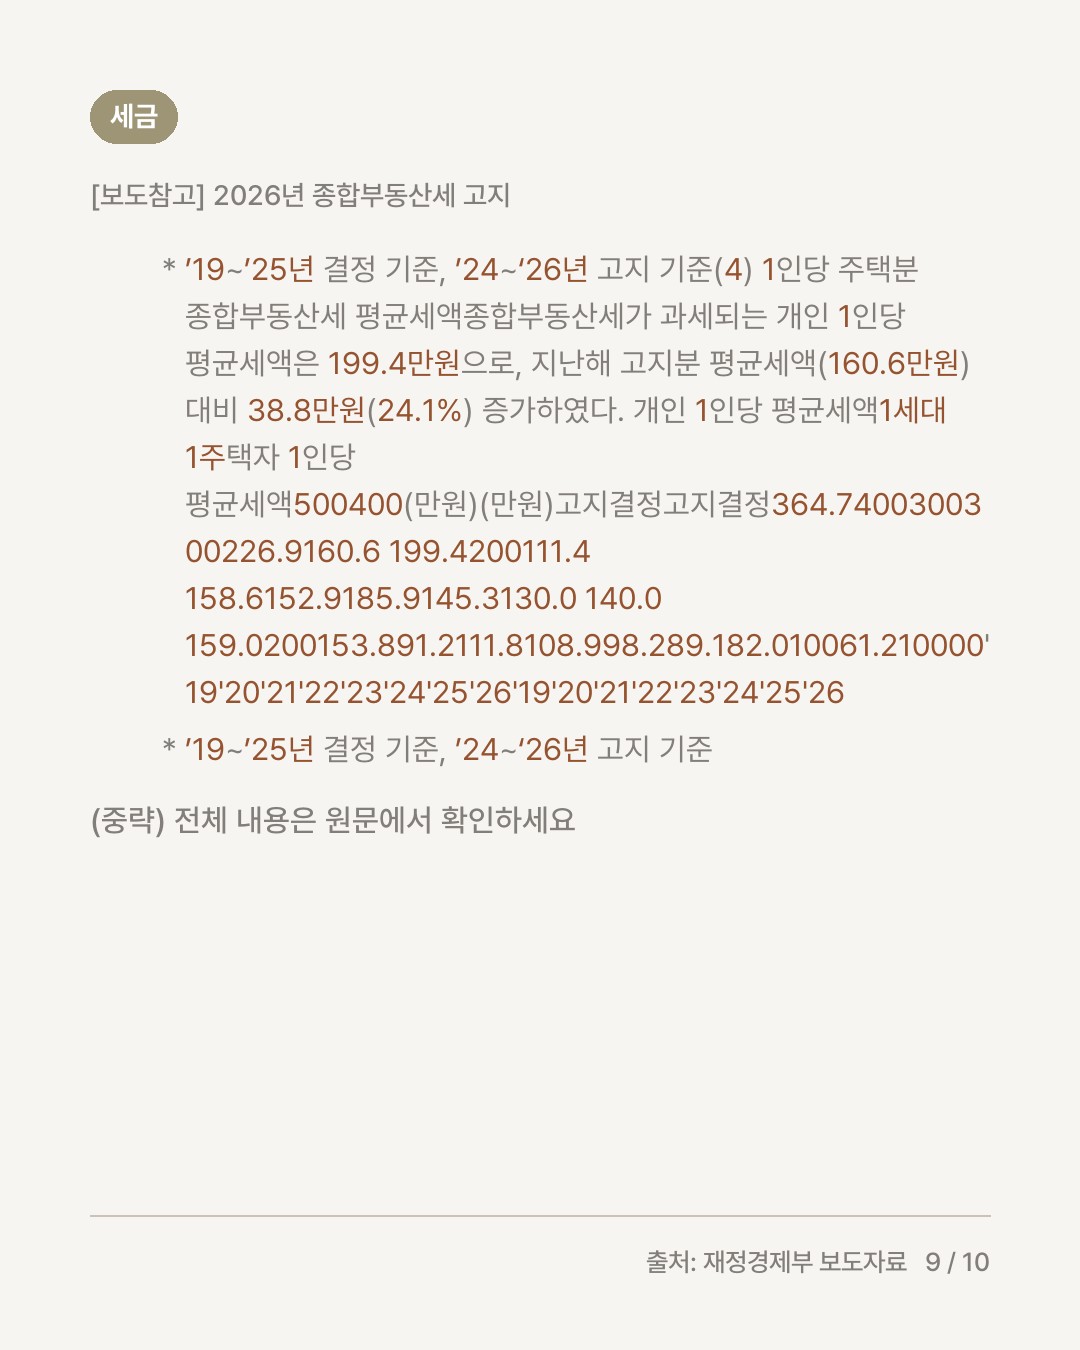 세금
[보도참고] 2026년 종합부동산세 고지
* ’19~’25년 결정 기준, ’24~‘26년 고지 기준(4) 1인당 주택분
종합부동산세 평균세액종합부동산세가 과세되는 개인 1인당
평균세액은 199.4만원으로, 지난해 고지분 평균세액(160.6만원)
대비 38.8만원(24.1%) 증가하였다. 개인 1인당 평균세액1세대
1주택자 1인당
평균세액500400(만원)(만원)고지결정고지결정364.74003003
00226.9160.6 199.4200111.4
158.6152.9185.9145.3130.0 140.0
159.0200153.891.2111.8108.998.289.182.010061.210000'
19'20'21'22'23'24'25'26'19'20'21'22'23'24'25'26
* ’19~’25년 결정 기준, ’24~‘26년 고지 기준
(중략) 전체 내용은 원문에서 확인하세요
출처: 재정경제부 보도자료 9 / 10